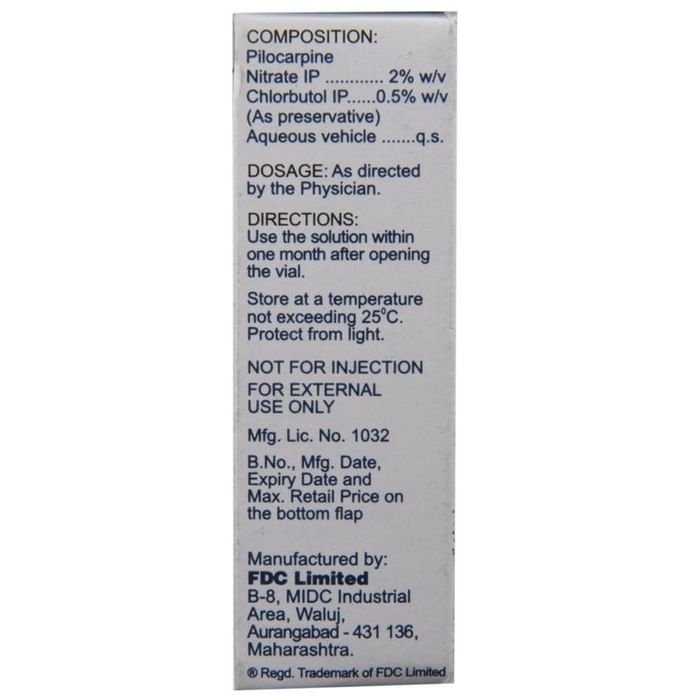 COMPOSITION:
Pilocarpine
Nitrate IP ............ 2% w/v
Chlorbutol IP......0.5% w/v
(As preservative)
Aqueous vehicle .......q.s.
DOSAGE: As directed
by the Physician.
DIRECTIONS:
Use the solution within
one month after opening
the vial.
Store at a temperature
not exceeding 25⁰C.
Protect from light.
NOT FOR INJECTION
FOR EXTERNAL
USE ONLY
Mfg. Lic. No. 1032
B.No., Mfg. Date,
Expiry Date and
Max. Retail Price on
the bottom flap
Manufactured by:
FDC Limited
B-8, MIDC Industrial
Area, Waluj,
Aurangabad - 431 136,
Maharashtra.
® Regd. Trademark of FDC Limited